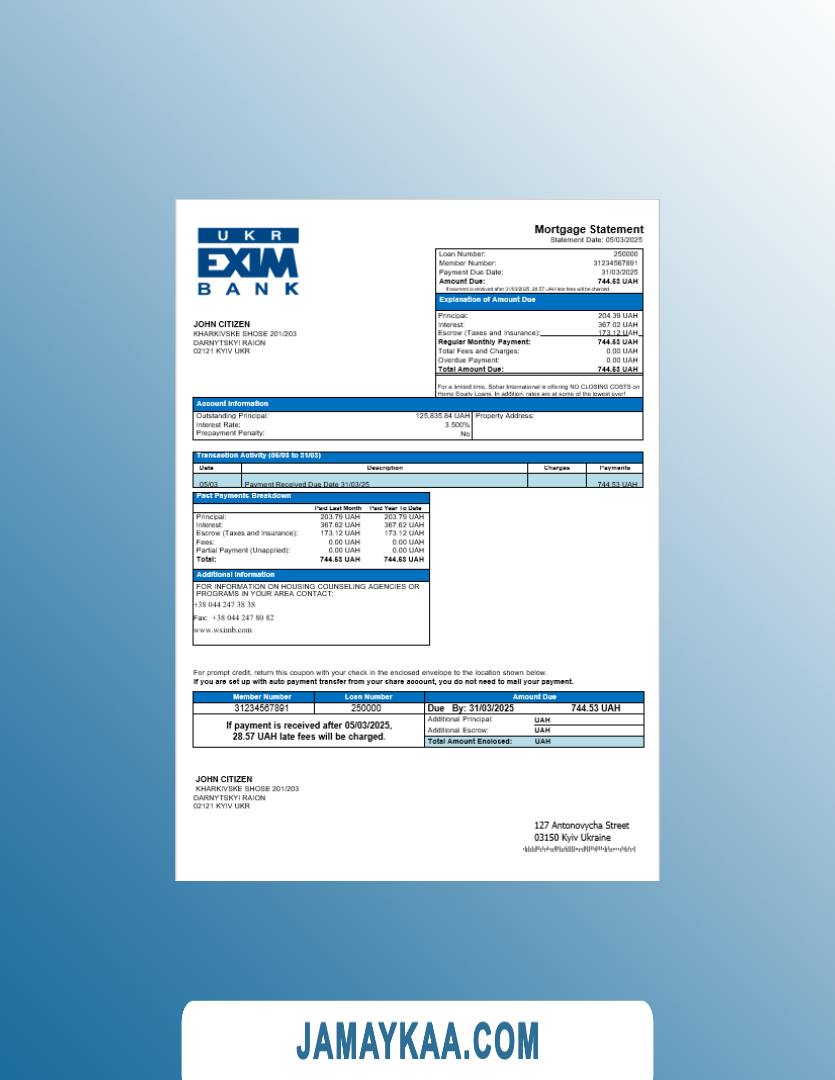 UKR
EXIM
BANK
Mortgage Statement
Statement Date: 05/03/2025
Loan Number: 250000
Member Number: 31234567891
Payment Due Date: 31/03/2025
Amount Due: 744.53 UAH
If payment is received after 31/03/2025, 28.57 UAH late fees will be charged.
Explanation of Amount Due
Principal: 204.39 UAH
Interest: 367.02 UAH
Escrow (Taxes and Insurance): 173.12 UAH
Regular Monthly Payment: 744.53 UAH
Total Fees and Charges: 0.00 UAH
Overdue Payment: 0.00 UAH
Total Amount Due: 744.53 UAH
For a limited time, Sohar International is offering NO CLOSING COSTS on
Home Equity Loans. In addition, rates are at some of the lowest ever!
JOHN CITIZEN
KHARKIVSKE SHOSE 201/203
DARNYTSKYI RAION
02121 KYIV UKR
Account Information
Outstanding Principal: 125,835.84 UAH Property Address:
Interest Rate: 3.500%
Prepayment Penalty: No
Transaction Activity (05/03 to 31/03)
Date Description Charges Payments
05/03 Payment Received Due Date 31/03/25 744.53 UAH
Past Payments Breakdown
Paid Last Month Paid Year To Date
Principal: 203.79 UAH 203.79 UAH
Interest: 367.62 UAH 367.62 UAH
Escrow (Taxes and Insurance): 173.12 UAH 173.12 UAH
Fees: 0.00 UAH 0.00 UAH
Partial Payment (Unapplied): 0.00 UAH 0.00 UAH
Total: 744.53 UAH 744.53 UAH
Additional Information
FOR INFORMATION ON HOUSING COUNSELING AGENCIES OR
PROGRAMS IN YOUR AREA CONTACT:
+38 044 247 38 38
Fax: +38 044 247 80 82
www.wximb.com
For prompt credit, return this coupon with your check in the enclosed envelope to the location shown below.
If you are set up with auto payment transfer from your share account, you do not need to mail your payment.
Member Number Loan Number Amount Due
31234567891 250000 Due By: 31/03/2025 744.53 UAH
If payment is received after 05/03/2025,
28.57 UAH late fees will be charged.
Additional Principal: UAH
Additional Escrow: UAH
Total Amount Enclosed: UAH
JOHN CITIZEN
KHARKIVSKE SHOSE 201/203
DARNYTSKYI RAION
02121 KYIV UKR
127 Antonovycha Street
03150 Kyiv Ukraine
JAMAYKAA.COM